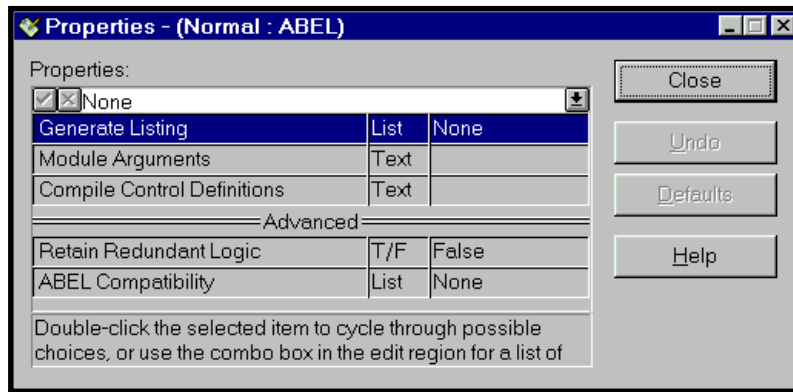 Properties - (Normal : ABEL)
Properties:
None
Generate Listing List None
Module Arguments Text
Compile Control Definitions Text
Advanced
Retain Redundant Logic T/F False
ABEL Compatibility List None
Double-click the selected item to cycle through possible
choices, or use the combo box in the edit region for a list of
Close
Undo
Defaults
Help